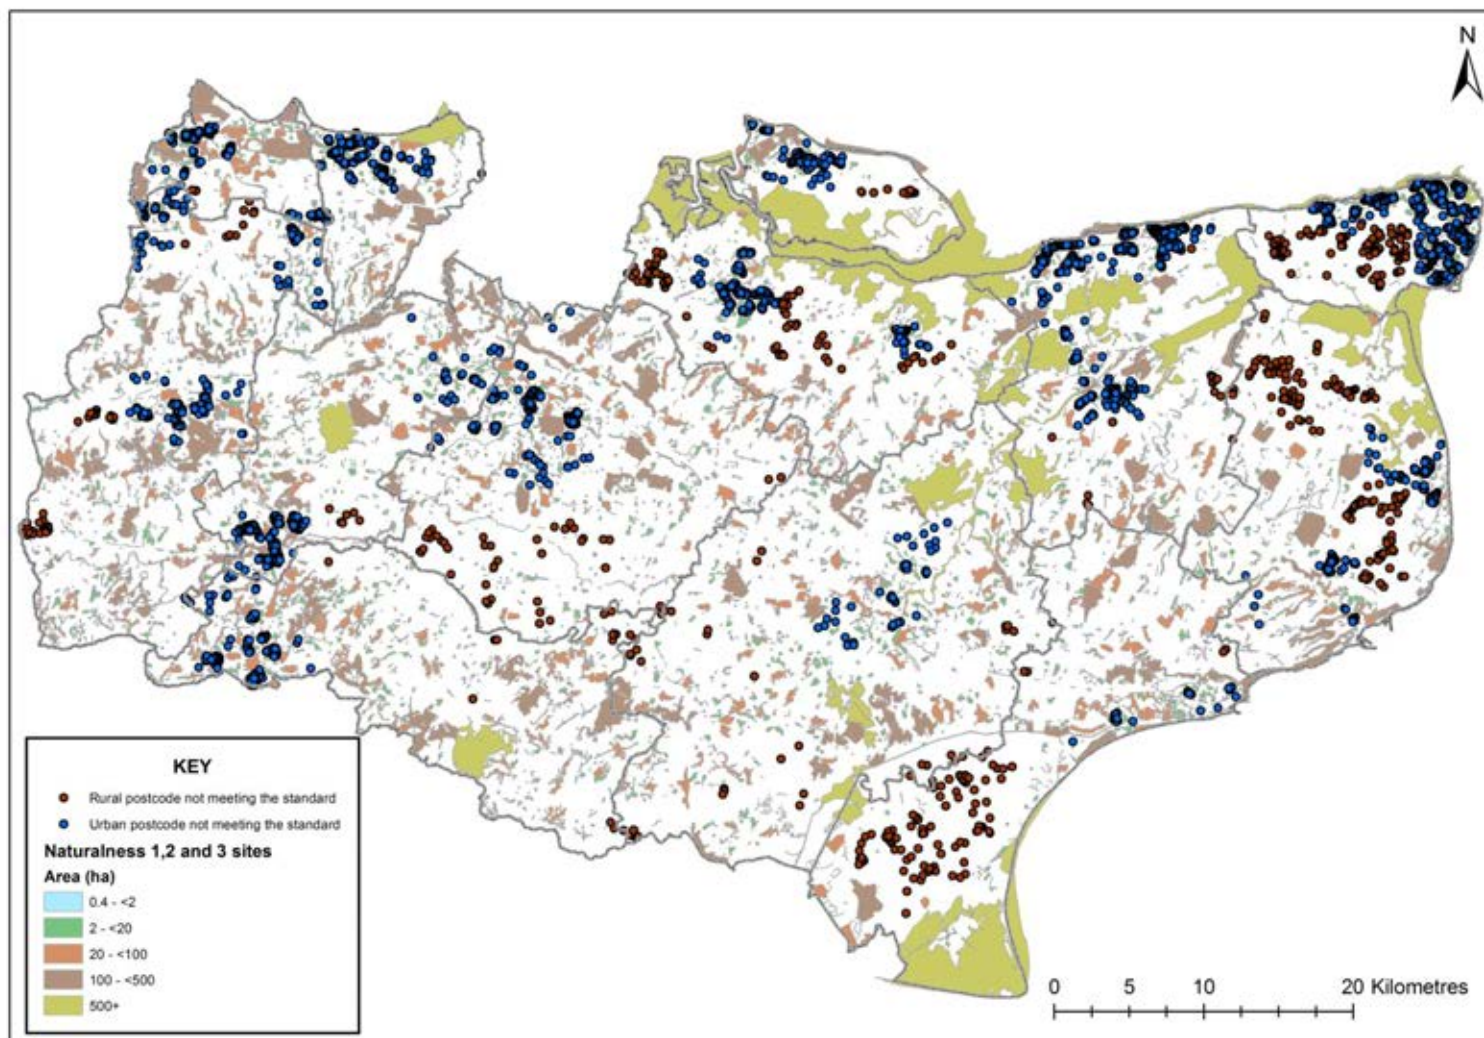 N
KEY
Rural postcode not meeting the standard
Urban postcode not meeting the standard
Naturalness 1,2 and 3 sites
Area (ha)
0.4 - <2
2 - <20
20 - <100
100 - <500
500+
0 5 10 20 Kilometres